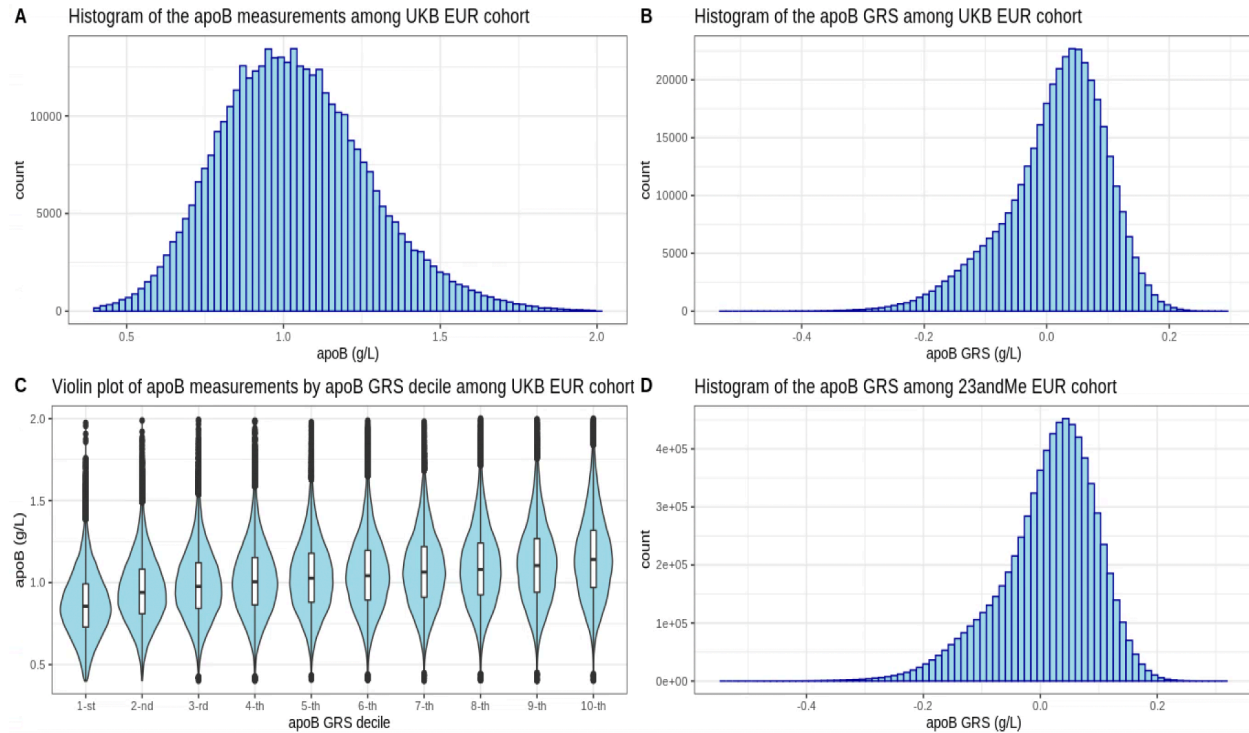 A Histogram of the apoB measurements among UKB EUR cohort
10000
5000
0
count
0.5 1.0 1.5 2.0
apoB (g/L)
B Histogram of the apoB GRS among UKB EUR cohort
20000
15000
10000
5000
0
count
-0.4 -0.2 0.0 0.2
apoB GRS (g/L)
C Violin plot of apoB measurements by apoB GRS decile among UKB EUR cohort
2.0
1.5
1.0
0.5
apoB (g/L)
1-st 2-nd 3-rd 4-th 5-th 6-th 7-th 8-th 9-th 10-th
apoB GRS decile
D Histogram of the apoB GRS among 23andMe EUR cohort
4e+05
3e+05
2e+05
1e+05
0e+00
count
-0.4 -0.2 0.0 0.2
apoB GRS (g/L)